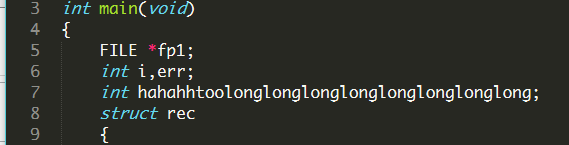 3 int main(void)
4 {
5 FILE *fp1;
6 int i,err;
7 int hahahhtoolonglonglonglonglonglonglonglong;
8 struct rec
9 {